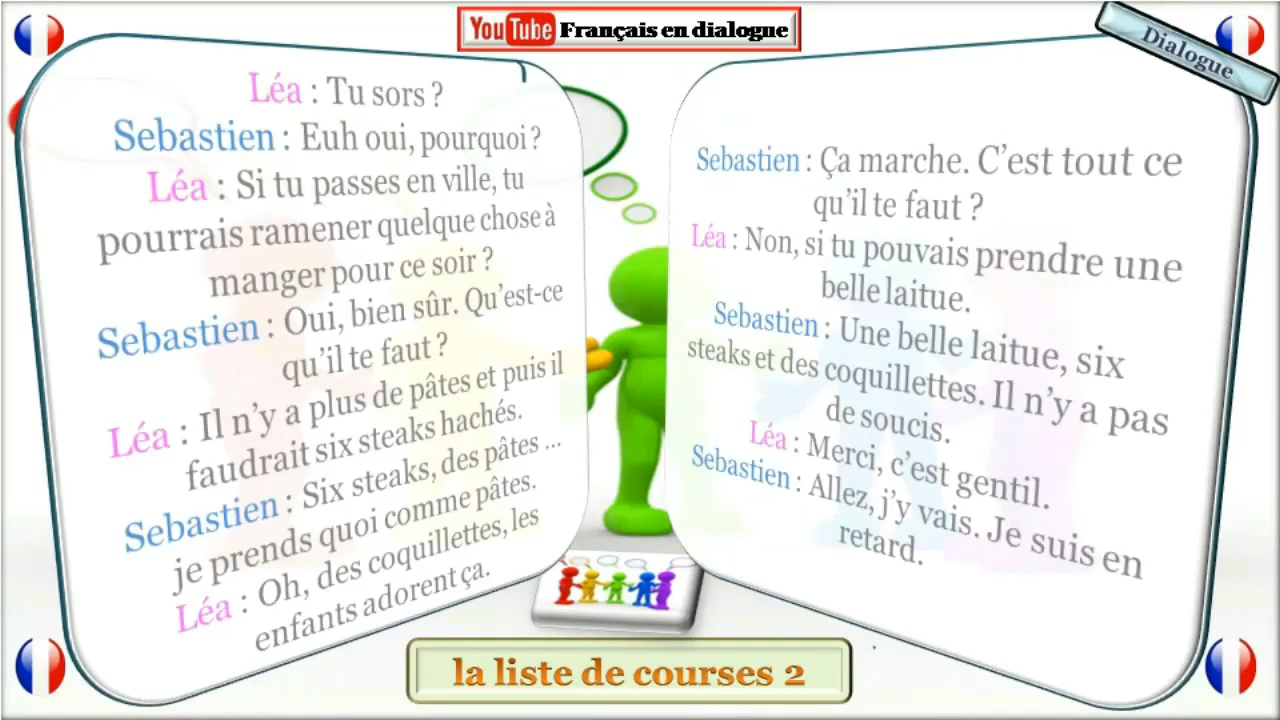 YouTube Français en dialogue
Dialogue
Léa : Tu sors ?
Sebastien : Euh oui, pourquoi ?
Léa : Si tu passes en ville, tu
pourrais ramener quelque chose à
manger pour ce soir ?
Sebastien : Oui, bien sûr. Qu'est-ce
qu'il te faut ?
Léa : Il n'y a plus de pâtes et puis il
faudrait six steaks hachés.
Sebastien : Six steaks, des pâtes ...
je prends quoi comme pâtes.
Léa : Oh, des coquillettes, les
enfants adorent ça.
Sebastien : Ça marche. C'est tout ce
qu'il te faut ?
Léa : Non, si tu pouvais prendre une
belle laitue.
Sebastien : Une belle laitue, six
steaks et des coquillettes. Il n'y a pas
de soucis.
Léa : Merci, c'est gentil.
Sebastien : Allez, j'y vais. Je suis en
retard.
la liste de courses 2